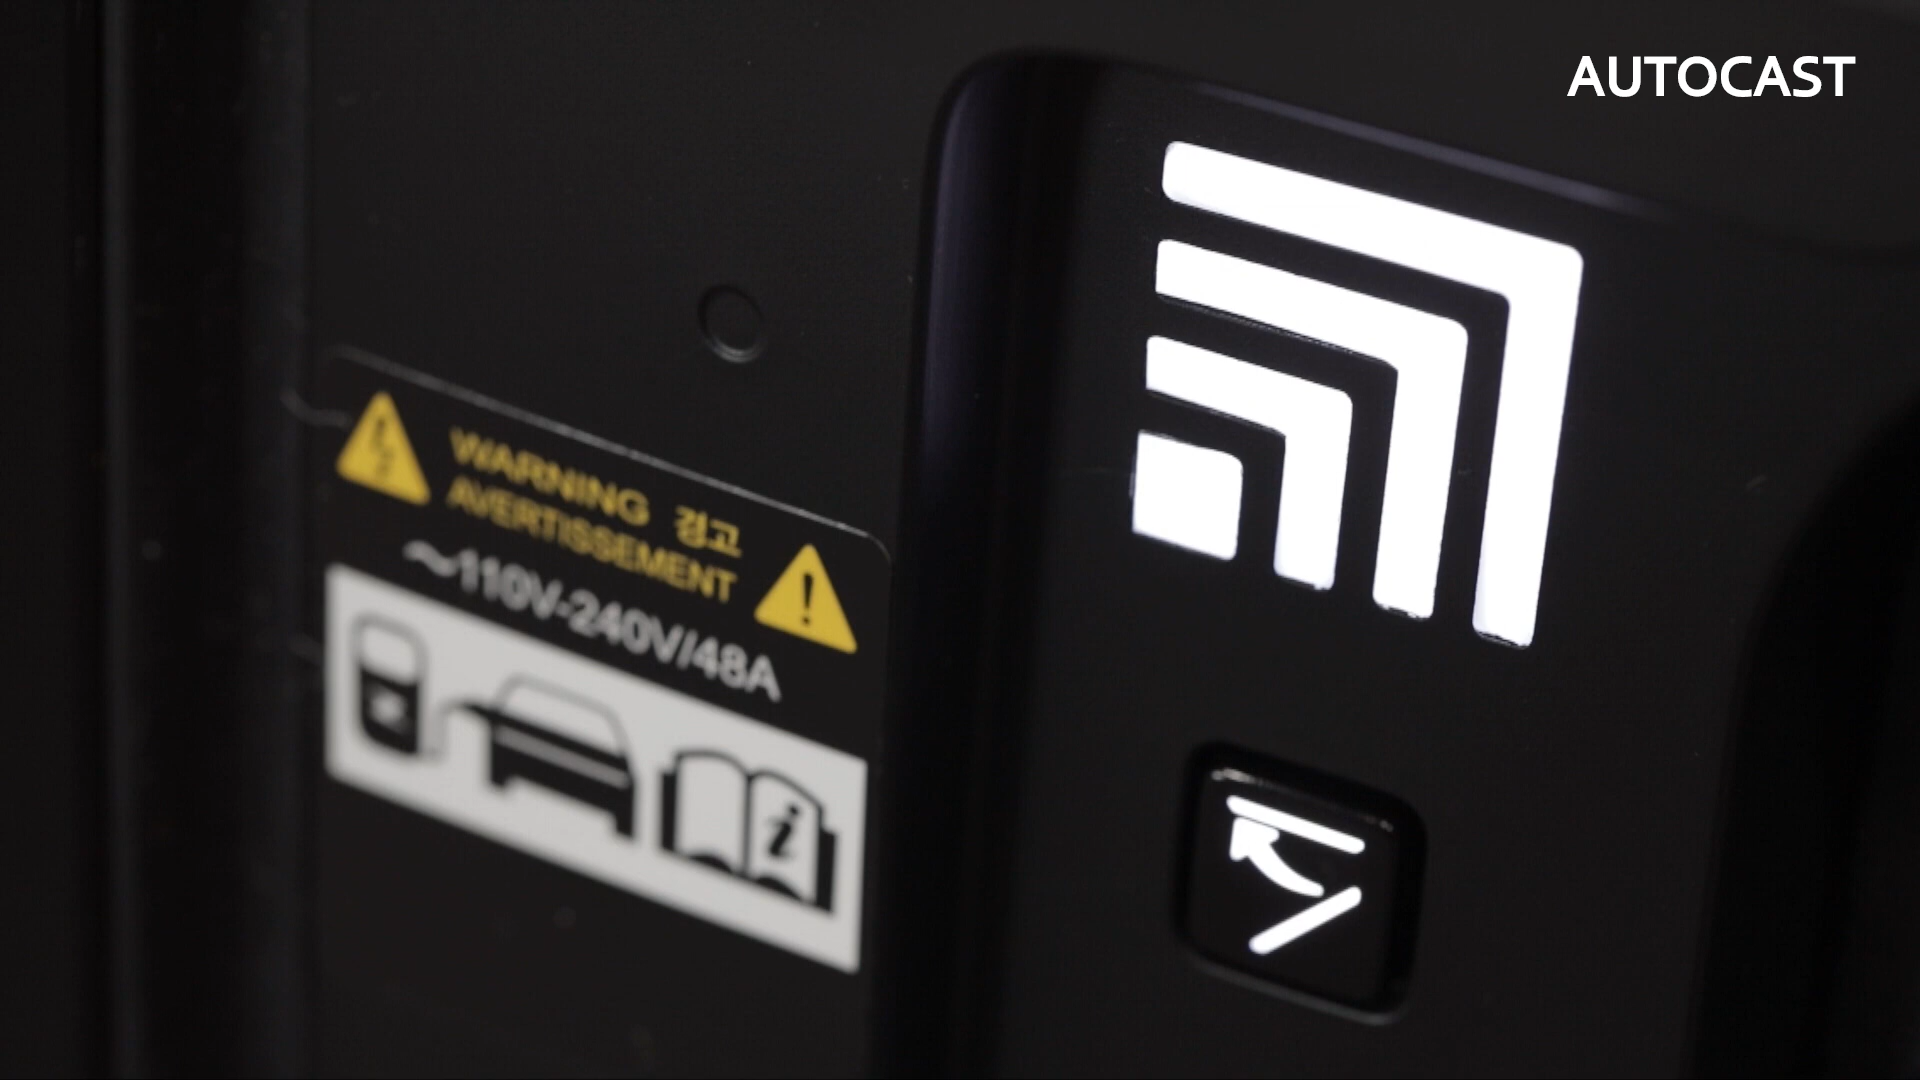 AUTOCAST
WARNING 경고
AVERTISSEMENT
~110V-240V/48A
i